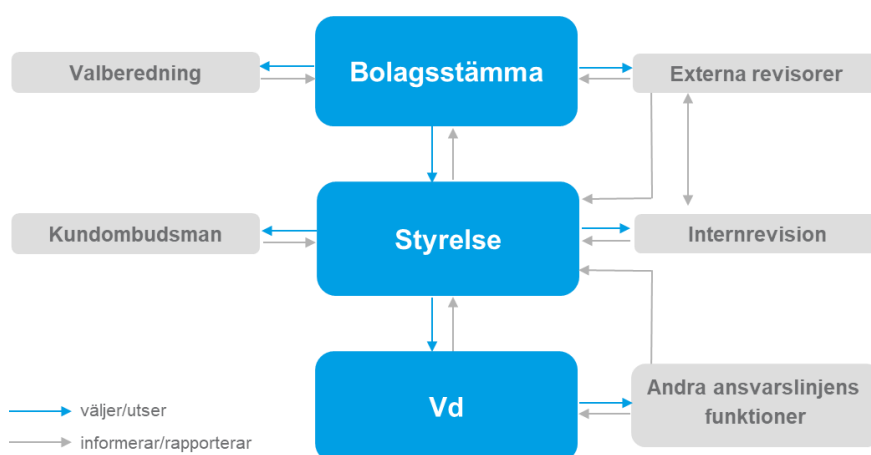 Bolagsstämma
Valberedning
Externa revisorer
Styrelse
Kundombudsman
Internrevision
Vd
Andra ansvarslinjens
funktioner
väljer/utser
informerar/rapporterar